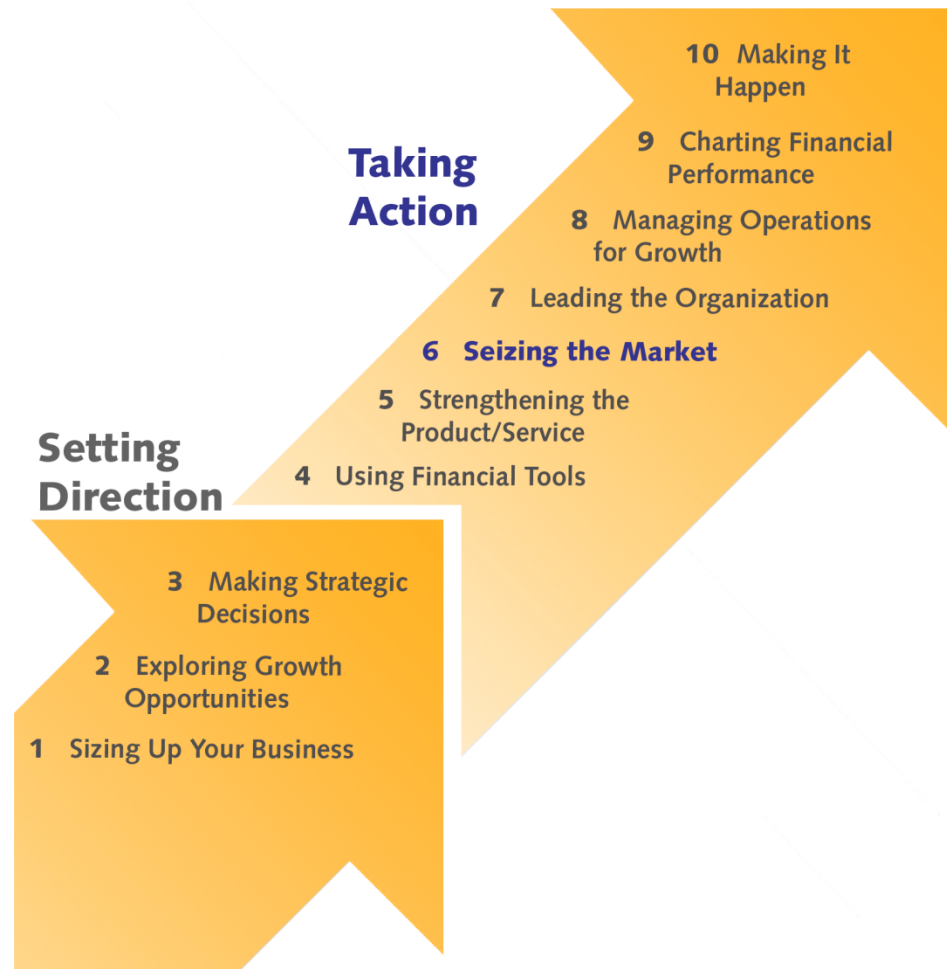 10 Making It
Happen
9 Charting Financial
Performance
Taking
Action
8 Managing Operations
for Growth
7 Leading the Organization
6 Seizing the Market
5 Strengthening the
Product/Service
Setting
Direction
4 Using Financial Tools
3 Making Strategic
Decisions
2 Exploring Growth
Opportunities
1 Sizing Up Your Business